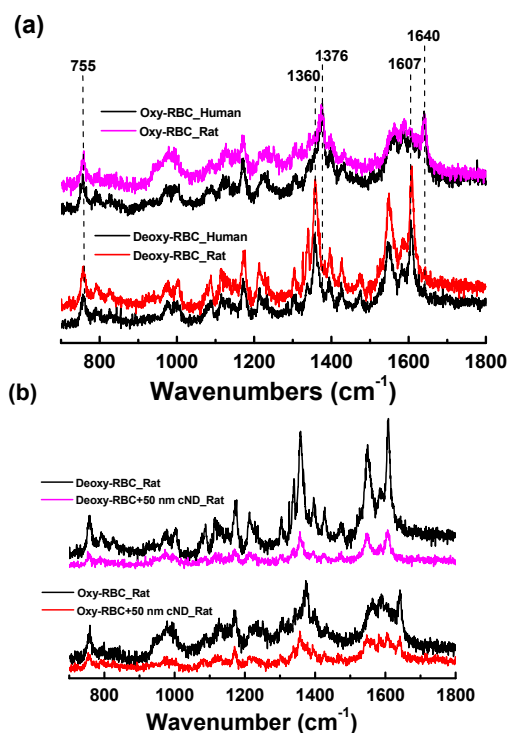 (a)
1640
1376
755
1360
1607
Oxy-RBC_Human
Oxy-RBC_Rat
Deoxy-RBC_Human
Deoxy-RBC_Rat
800 1000 1200 1400 1600 1800
Wavenumbers (cm-1)
(b)
Deoxy-RBC_Rat
Deoxy-RBC+50 nm cND_Rat
Oxy-RBC_Rat
Oxy-RBC+50 nm cND_Rat
800 1000 1200 1400 1600 1800
Wavenumber (cm-1)